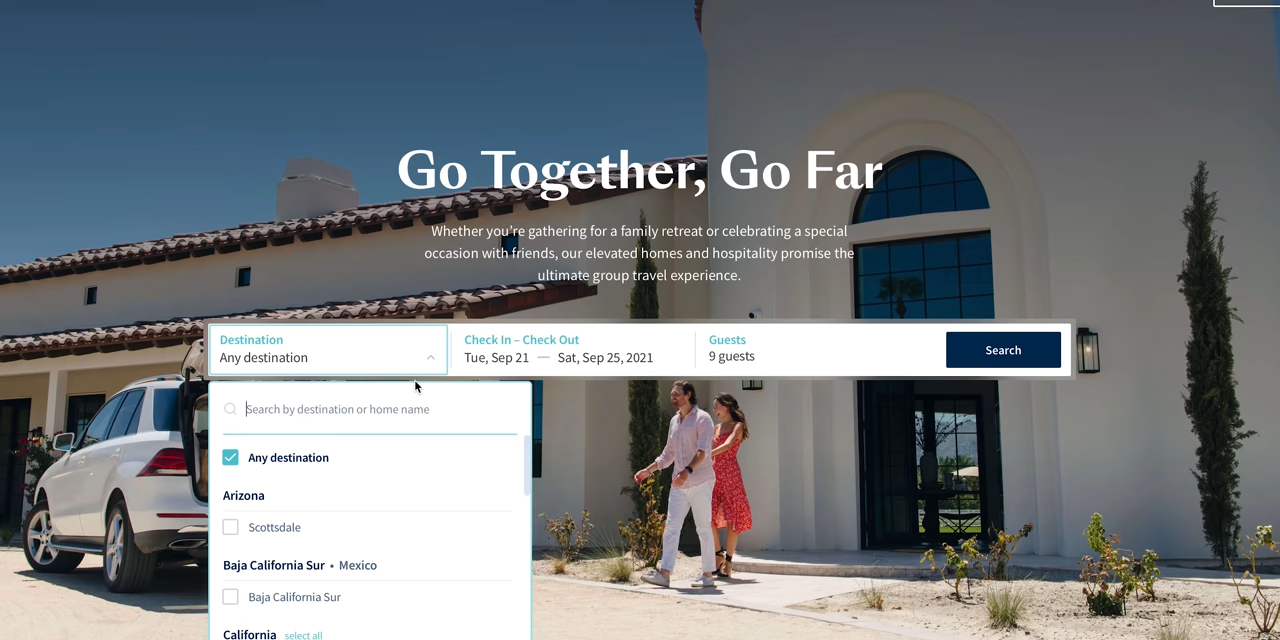 Go Together, Go Far
Whether you're gathering for a family retreat or celebrating a special
occasion with friends, our elevated homes and hospitality promise the
ultimate group travel experience.
Destination
Any destination
Check In – Check Out
Tue, Sep 21 — Sat, Sep 25, 2021
Guests
9 guests
Search
Search by destination or home name
Any destination
Arizona
Scottsdale
Baja California Sur • Mexico
Baja California Sur
California select all